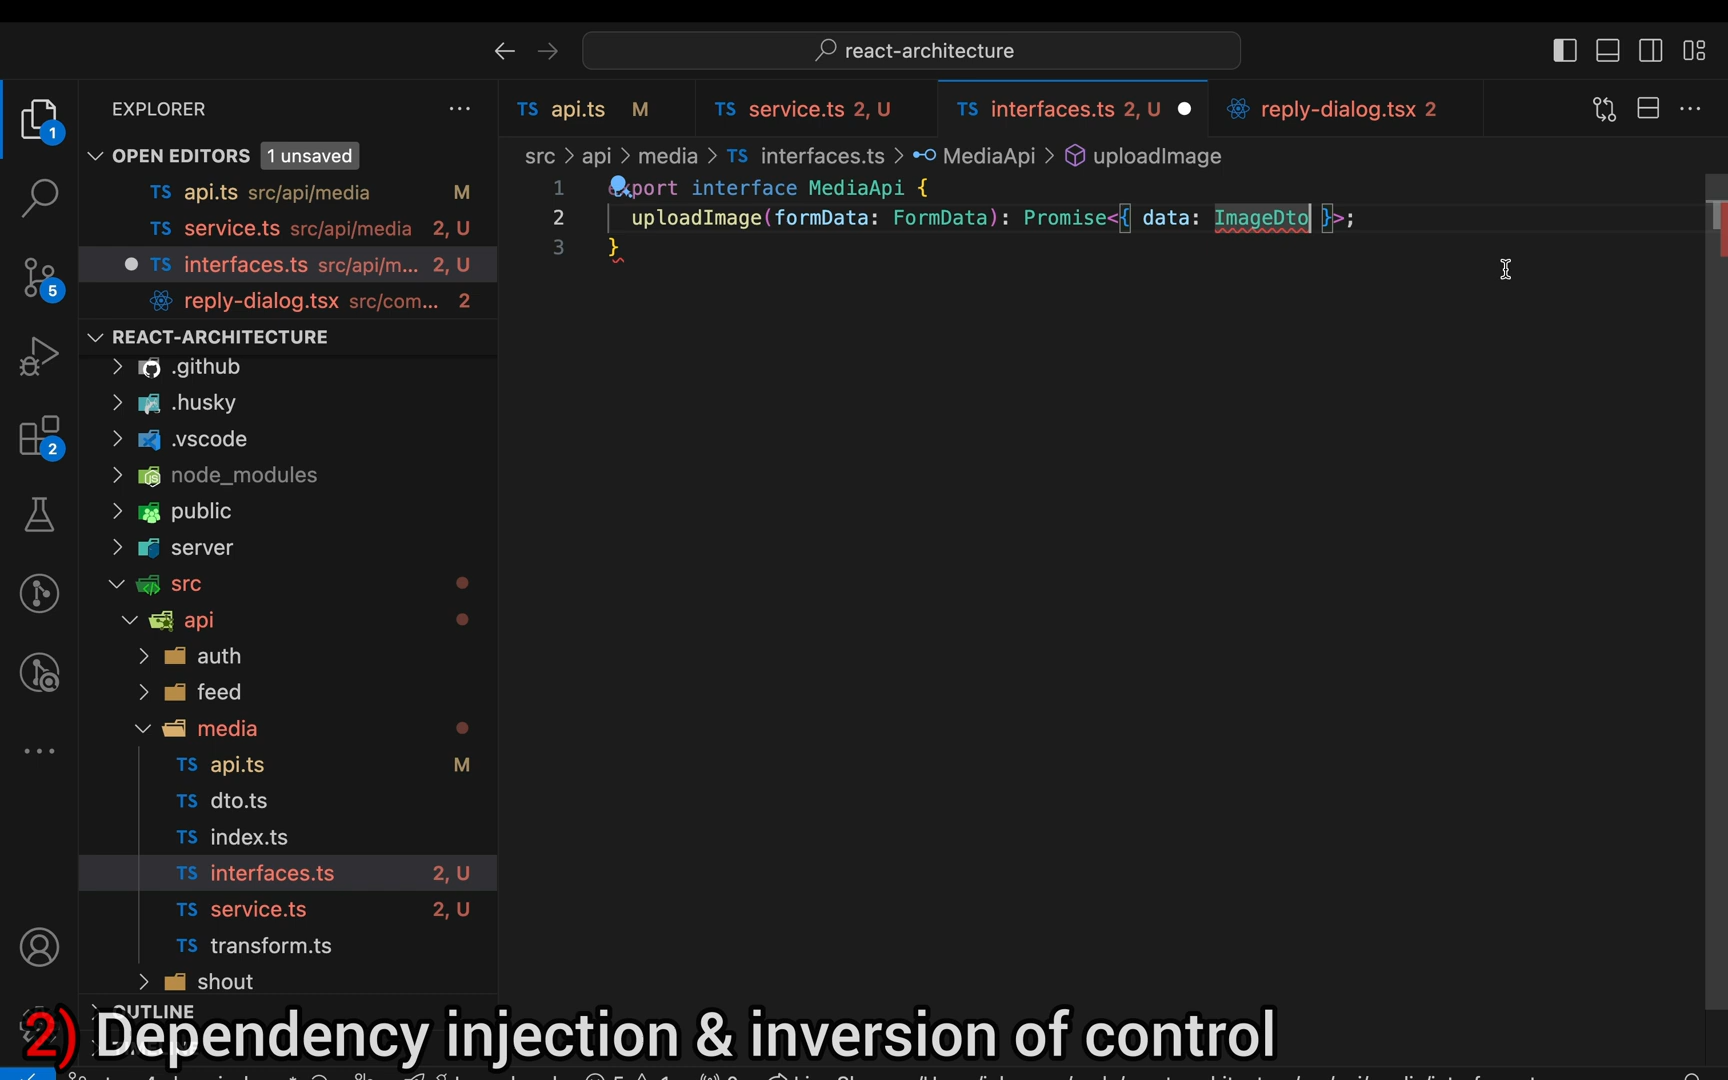 react-architecture
EXPLORER
TS api.ts M
TS service.ts 2, U
TS interfaces.ts 2, U
reply-dialog.tsx 2
OPEN EDITORS 1 unsaved
src > api > media > TS interfaces.ts > MediaApi > uploadImage
TS api.ts src/api/media M
TS service.ts src/api/media 2, U
TS interfaces.ts src/api/m... 2, U
reply-dialog.tsx src/com... 2
1 export interface MediaApi {
2 uploadImage(formData: FormData): Promise<{ data: ImageDto }>;
3 }
REACT-ARCHITECTURE
.github
.husky
.vscode
node_modules
public
server
src
api
auth
feed
media
TS api.ts M
TS dto.ts
TS index.ts
TS interfaces.ts 2, U
TS service.ts 2, U
TS transform.ts
shout
OUTLINE
1
5
2
2) Dependency injection & inversion of control